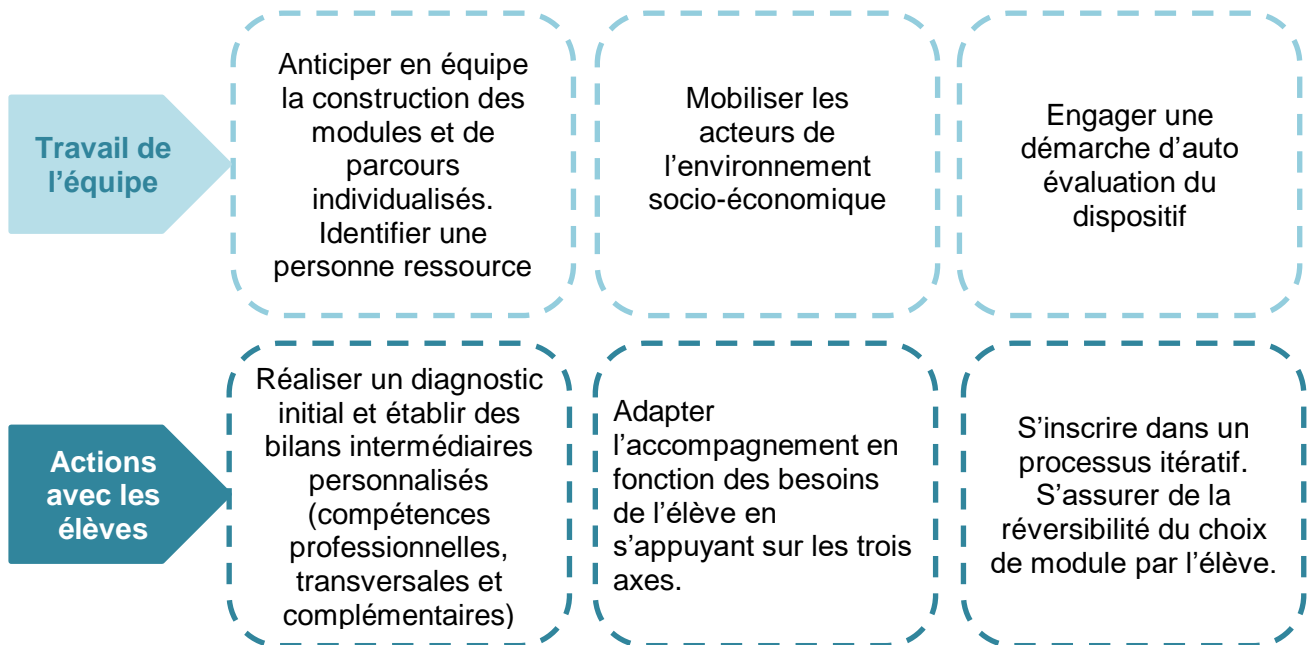 Travail de
l’équipe
Anticiper en équipe
la construction des
modules et de
parcours
individualisés.
Identifier une
personne ressource
Mobiliser les
acteurs de
l’environnement
socio-économique
Engager une
démarche d’auto
évaluation du
dispositif
Actions
avec les
élèves
Réaliser un diagnostic
initial et établir des
bilans intermédiaires
personnalisés
(compétences
professionnelles,
transversales et
complémentaires)
Adapter
l’accompagnement en
fonction des besoins
de l’élève en
s’appuyant sur les trois
axes.
S’inscrire dans un
processus itératif.
S’assurer de la
réversibilité du choix
de module par l’élève.